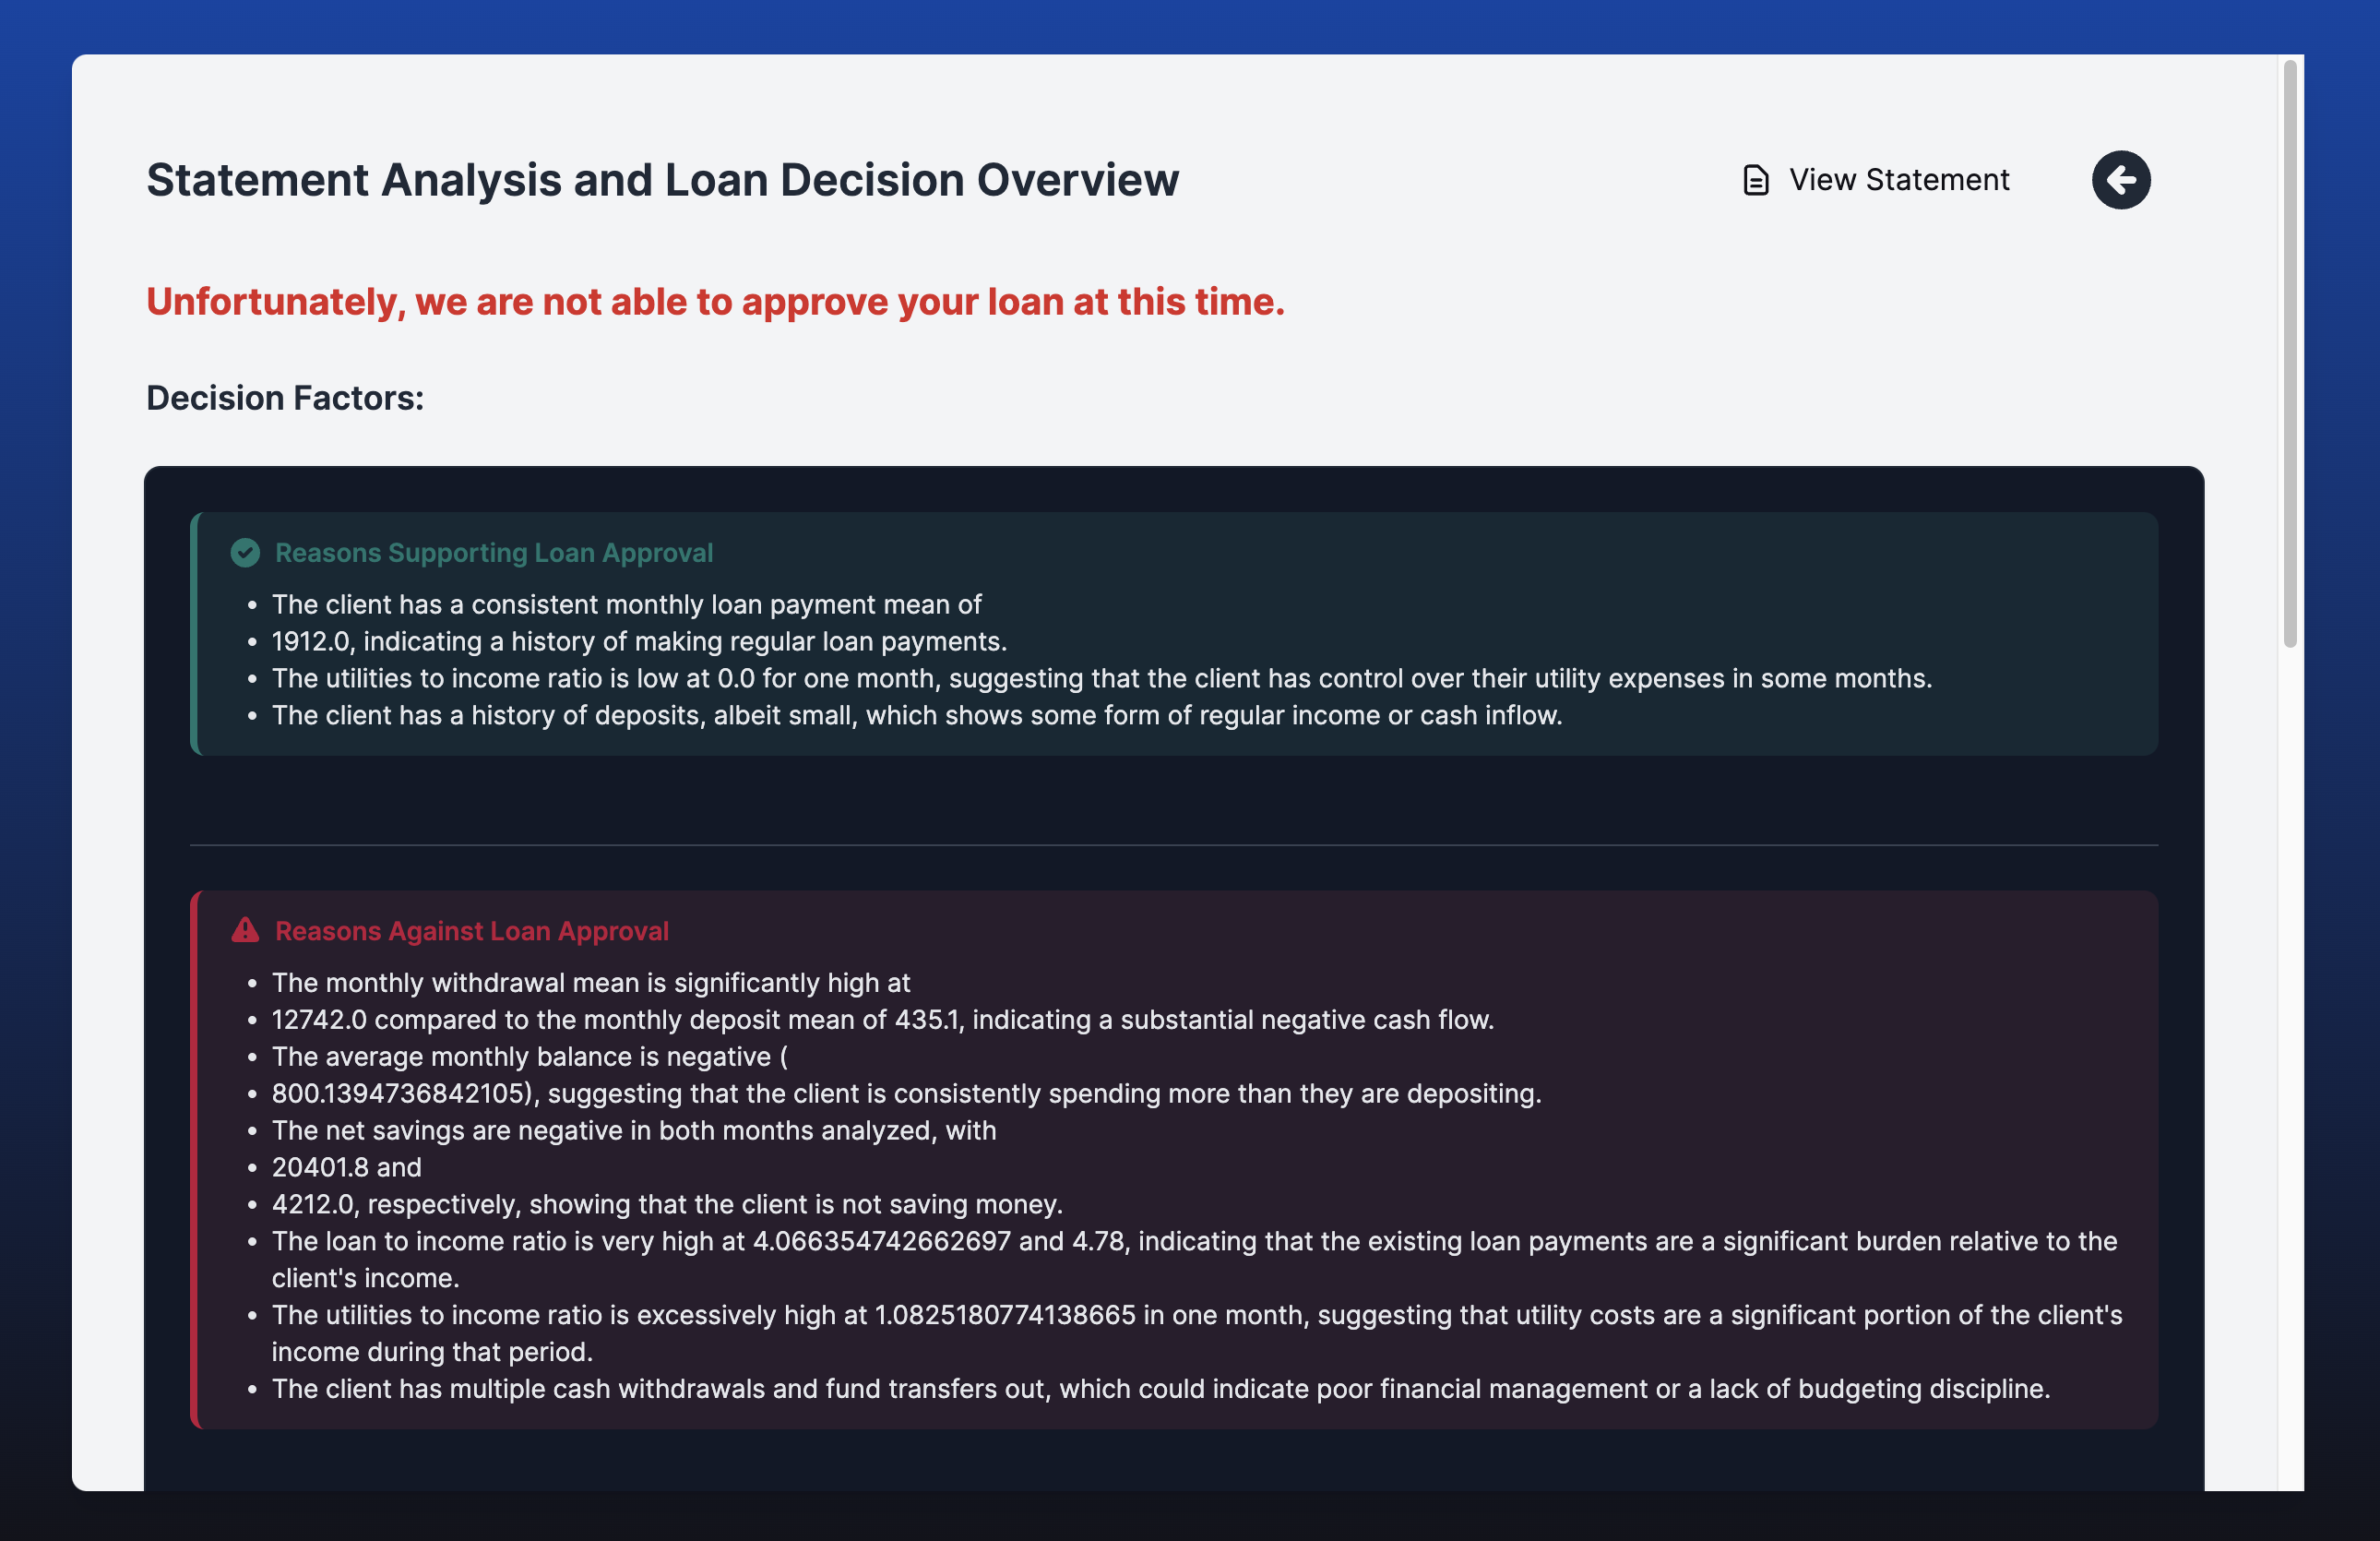 Statement Analysis and Loan Decision Overview
View Statement
Unfortunately, we are not able to approve your loan at this time.
Decision Factors:
Reasons Supporting Loan Approval
• The client has a consistent monthly loan payment mean of
• 1912.0, indicating a history of making regular loan payments.
• The utilities to income ratio is low at 0.0 for one month, suggesting that the client has control over their utility expenses in some months.
• The client has a history of deposits, albeit small, which shows some form of regular income or cash inflow.
Reasons Against Loan Approval
• The monthly withdrawal mean is significantly high at
• 12742.0 compared to the monthly deposit mean of 435.1, indicating a substantial negative cash flow.
• The average monthly balance is negative (
• 800.1394736842105), suggesting that the client is consistently spending more than they are depositing.
• The net savings are negative in both months analyzed, with
• 20401.8 and
• 4212.0, respectively, showing that the client is not saving money.
• The loan to income ratio is very high at 4.066354742662697 and 4.78, indicating that the existing loan payments are a significant burden relative to the
client's income.
• The utilities to income ratio is excessively high at 1.0825180774138665 in one month, suggesting that utility costs are a significant portion of the client's
income during that period.
• The client has multiple cash withdrawals and fund transfers out, which could indicate poor financial management or a lack of budgeting discipline.